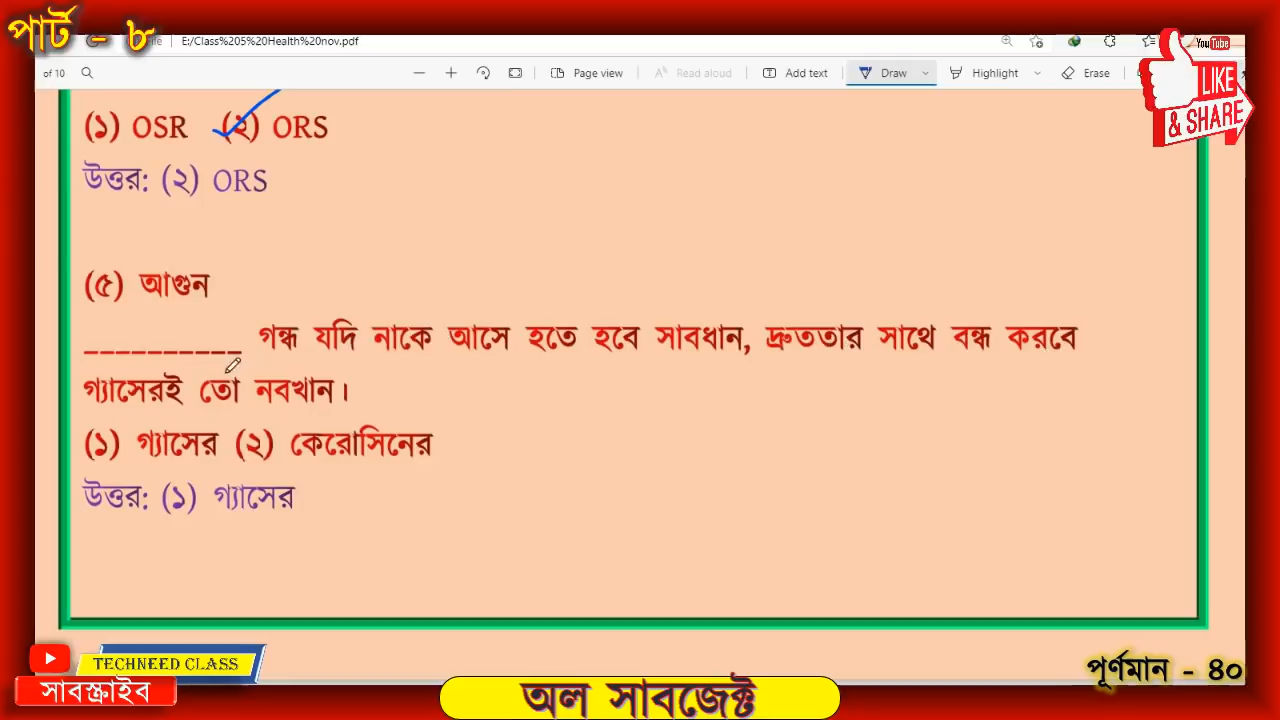 পার্ট - ৮
E:/Class%205%20Health%20nov.pdf
of 10
Page view
Read aloud
Add text
Draw
Highlight
Erase
YouTube
LIKE
& SHARE
(১) OSR (২) ORS
উত্তর: (২) ORS
(৫) আগুন
__________ গন্ধ যদি নাকে আসে হতে হবে সাবধান, দ্রুততার সাথে বন্ধ করবে
গ্যাসেরই তো নবখান।
(১) গ্যাসের (২) কেরোসিনের
উত্তর: (১) গ্যাসের
TECHNEED CLASS
সাবস্ক্রাইব
অল সাবজেক্ট
পূর্ণমান - ৪০